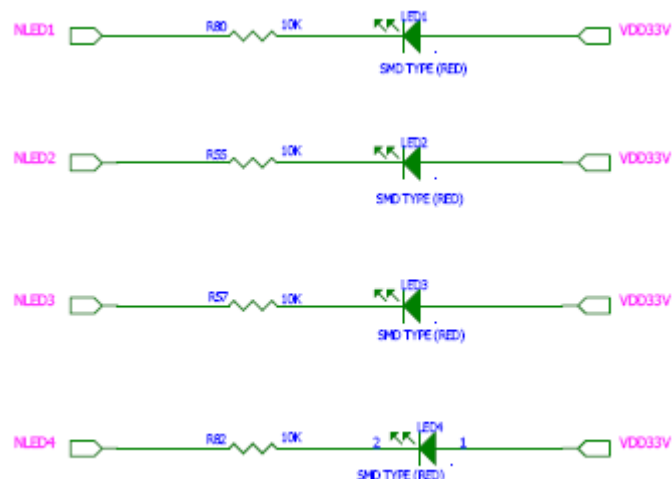 NLED1 R80 10K LED1 VDD33V
SMD TYPE (RED)
NLED2 R55 10K LED2 VDD33V
SMD TYPE (RED)
NLED3 R57 10K LED3 VDD33V
SMD TYPE (RED)
NLED4 R82 10K 2 LED4 1 VDD33V
SMD TYPE (RED)